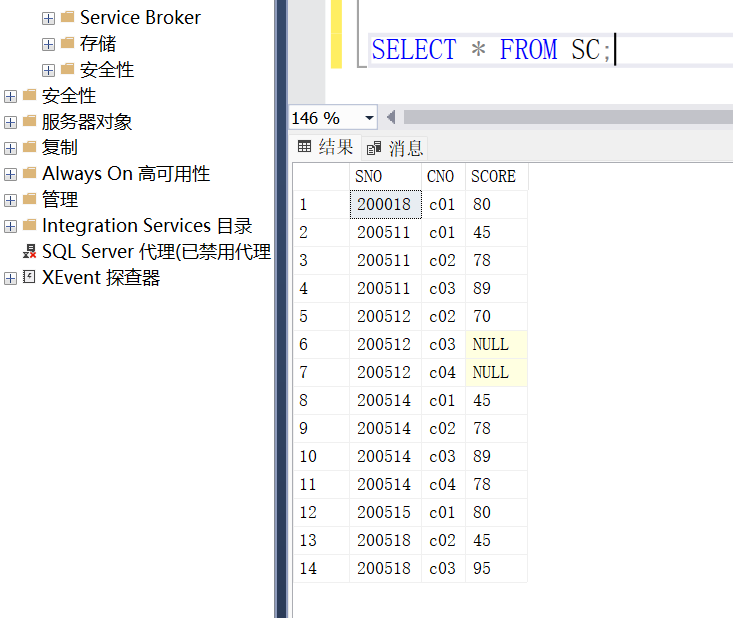 Service Broker
存储
安全性
安全性
服务器对象
复制
Always On 高可用性
管理
Integration Services 目录
SQL Server 代理(已禁用代理
XEvent 探查器
SELECT * FROM SC;
146 %
结果 消息
SNO CNO SCORE
1 200018 c01 80
2 200511 c01 45
3 200511 c02 78
4 200511 c03 89
5 200512 c02 70
6 200512 c03 NULL
7 200512 c04 NULL
8 200514 c01 45
9 200514 c02 78
10 200514 c03 89
11 200514 c04 78
12 200515 c01 80
13 200518 c02 45
14 200518 c03 95